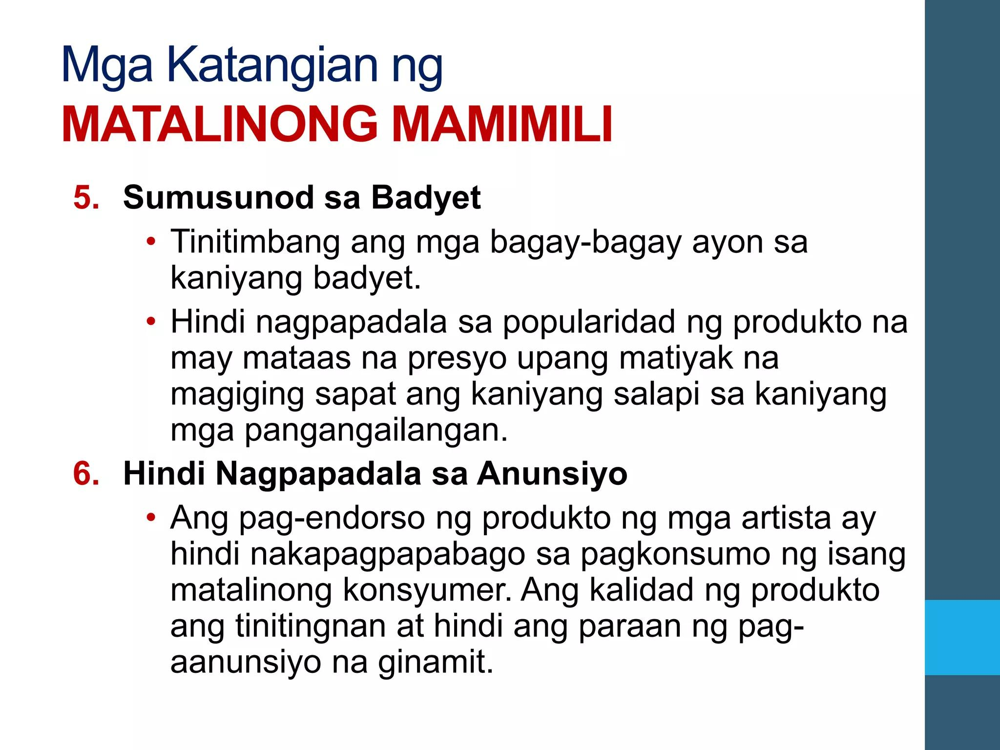 Mga Katangian ng
MATALINONG MAMIMILI
5. Sumusunod sa Badyet
• Tinitimbang ang mga bagay-bagay ayon sa
kaniyang badyet.
• Hindi nagpapadala sa popularidad ng produkto na
may mataas na presyo upang matiyak na
magiging sapat ang kaniyang salapi sa kaniyang
mga pangangailangan.
6. Hindi Nagpapadala sa Anunsiyo
• Ang pag-endorso ng produkto ng mga artista ay
hindi nakapagpapabago sa pagkonsumo ng isang
matalinong konsyumer. Ang kalidad ng produkto
ang tinitingnan at hindi ang paraan ng pag-
aanunsiyo na ginamit.